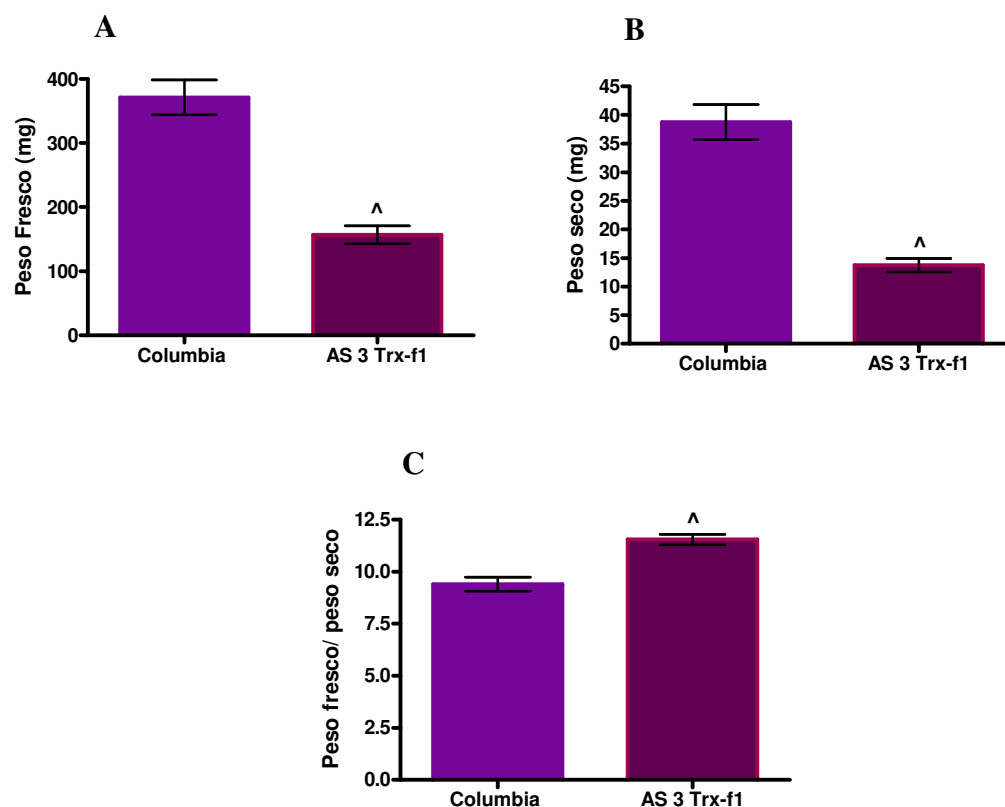 A
Peso Fresco (mg)
400
300
200
100
0
^
Columbia
AS 3 Trx-f1
B
Peso seco (mg)
45
40
35
30
25
20
15
10
5
0
^
Columbia
AS 3 Trx-f1
C
Peso fresco/ peso seco
12.5
10.0
7.5
5.0
2.5
0.0
^
Columbia
AS 3 Trx-f1